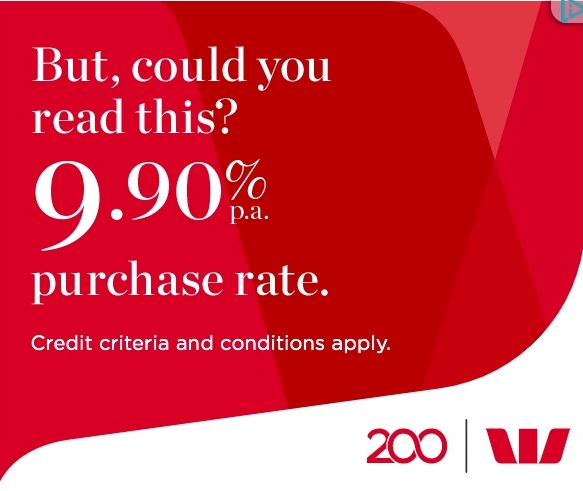 But, could you
read this?
9.90% p.a.
purchase rate.
Credit criteria and conditions apply.
200